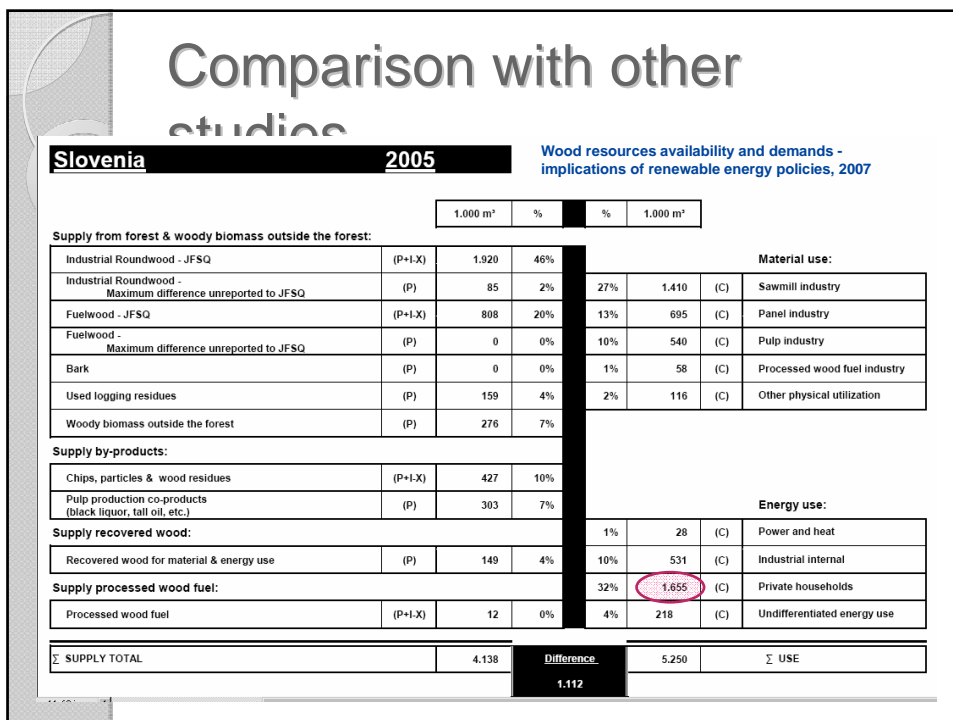 Comparison with other
studies
Slovenia 2005
Wood resources availability and demands -
implications of renewable energy policies, 2007
1.000 m³ % % 1.000 m³
Supply from forest & woody biomass outside the forest:
Industrial Roundwood - JFSQ (P+I-X) 1.920 46% Material use:
Industrial Roundwood -
Maximum difference unreported to JFSQ (P) 85 2% 27% 1.410 (C) Sawmill industry
Fuelwood - JFSQ (P+I-X) 808 20% 13% 695 (C) Panel industry
Fuelwood -
Maximum difference unreported to JFSQ (P) 0 0% 10% 540 (C) Pulp industry
Bark (P) 0 0% 1% 58 (C) Processed wood fuel industry
Used logging residues (P) 159 4% 2% 116 (C) Other physical utilization
Woody biomass outside the forest (P) 276 7%
Supply by-products:
Chips, particles & wood residues (P+I-X) 427 10%
Pulp production co-products
(black liquor, tall oil, etc.) (P) 303 7% Energy use:
Supply recovered wood: 1% 28 (C) Power and heat
Recovered wood for material & energy use (P) 149 4% 10% 531 (C) Industrial internal
Supply processed wood fuel: 32% 1.655 (C) Private households
Processed wood fuel (P+I-X) 12 0% 4% 218 (C) Undifferentiated energy use
∑ SUPPLY TOTAL 4.138 Difference 5.250 ∑ USE
1.112